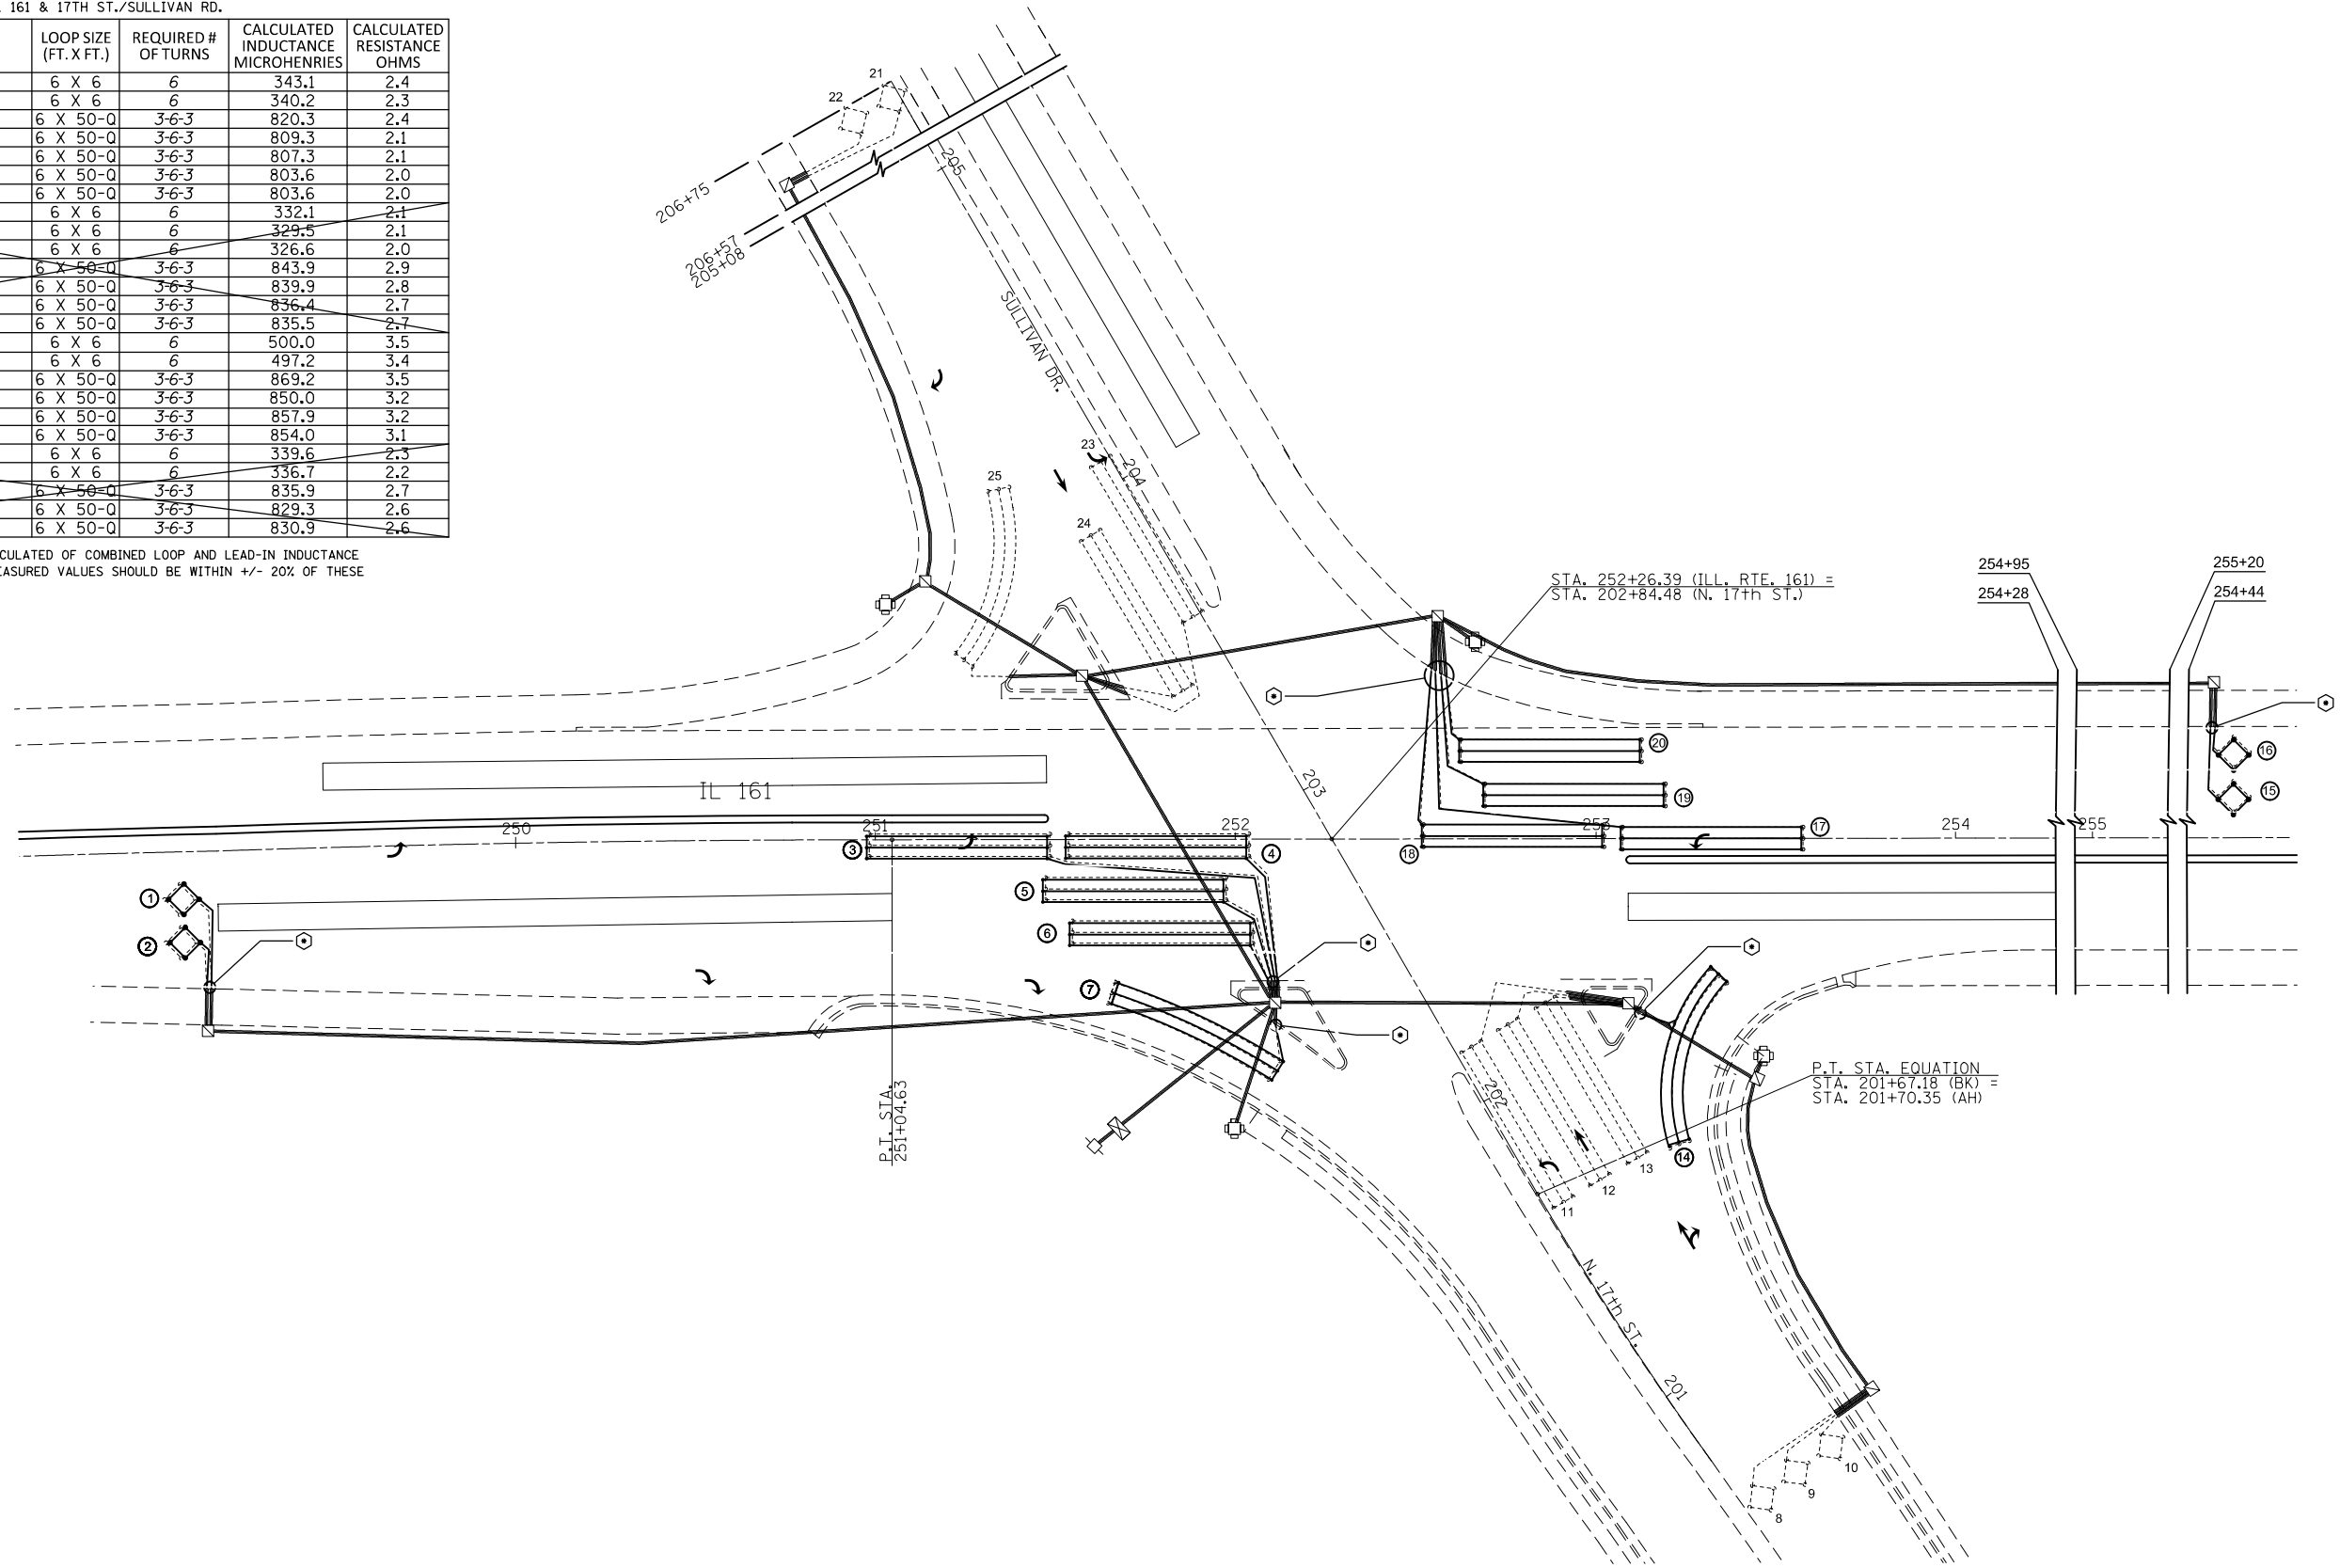 161 & 17TH ST./SULLIVAN RD.
LOOP SIZE (FT. X FT.) REQUIRED # OF TURNS CALCULATED INDUCTANCE MICROHENRIES CALCULATED RESISTANCE OHMS
6 X 6 6 343.1 2.4
6 X 6 6 340.2 2.3
6 X 50-Q 3-6-3 820.3 2.4
6 X 50-Q 3-6-3 809.3 2.1
6 X 50-Q 3-6-3 807.3 2.1
6 X 50-Q 3-6-3 803.6 2.0
6 X 50-Q 3-6-3 803.6 2.0
6 X 6 6 332.1 2.1
6 X 6 6 329.5 2.1
6 X 6 6 326.6 2.0
6 X 50-Q 3-6-3 843.9 2.9
6 X 50-Q 3-6-3 839.9 2.8
6 X 50-Q 3-6-3 836.4 2.7
6 X 50-Q 3-6-3 835.5 2.7
6 X 6 6 500.0 3.5
6 X 6 6 497.2 3.4
6 X 50-Q 3-6-3 869.2 3.5
6 X 50-Q 3-6-3 850.0 3.2
6 X 50-Q 3-6-3 857.9 3.2
6 X 50-Q 3-6-3 854.0 3.1
6 X 6 6 339.6 2.3
6 X 6 6 336.7 2.2
6 X 50-Q 3-6-3 835.9 2.7
6 X 50-Q 3-6-3 829.3 2.6
6 X 50-Q 3-6-3 830.9 2.6
CULATED OF COMBINED LOOP AND LEAD-IN INDUCTANCE
EASURED VALUES SHOULD BE WITHIN +/- 20% OF THESE
21
22
205
206+75
206+57
205+08
SULLIVAN DR.
23
204
25
24
STA. 252+26.39 (ILL. RTE. 161) =
STA. 202+84.48 (N. 17th ST.)
254+95
254+28
255+20
254+44
20
16
19
15
203
IL 161
250
251
252
253
254
255
17
18
3
4
5
6
1
2
7
P.T. STA.
251+04.63
202
P.T. STA. EQUATION
STA. 201+67.18 (BK) =
STA. 201+70.35 (AH)
14
13
12
11
N. 17th ST.
201
10
9
8